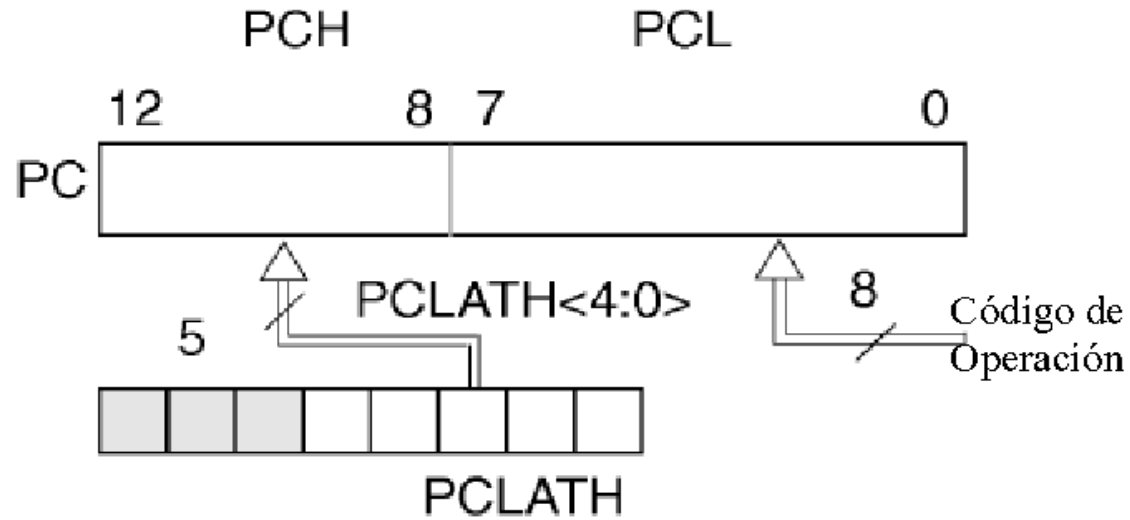 PCH PCL
12 8 7 0
PC
PCLATH<4:0>
8
5
Código de
Operación
PCLATH